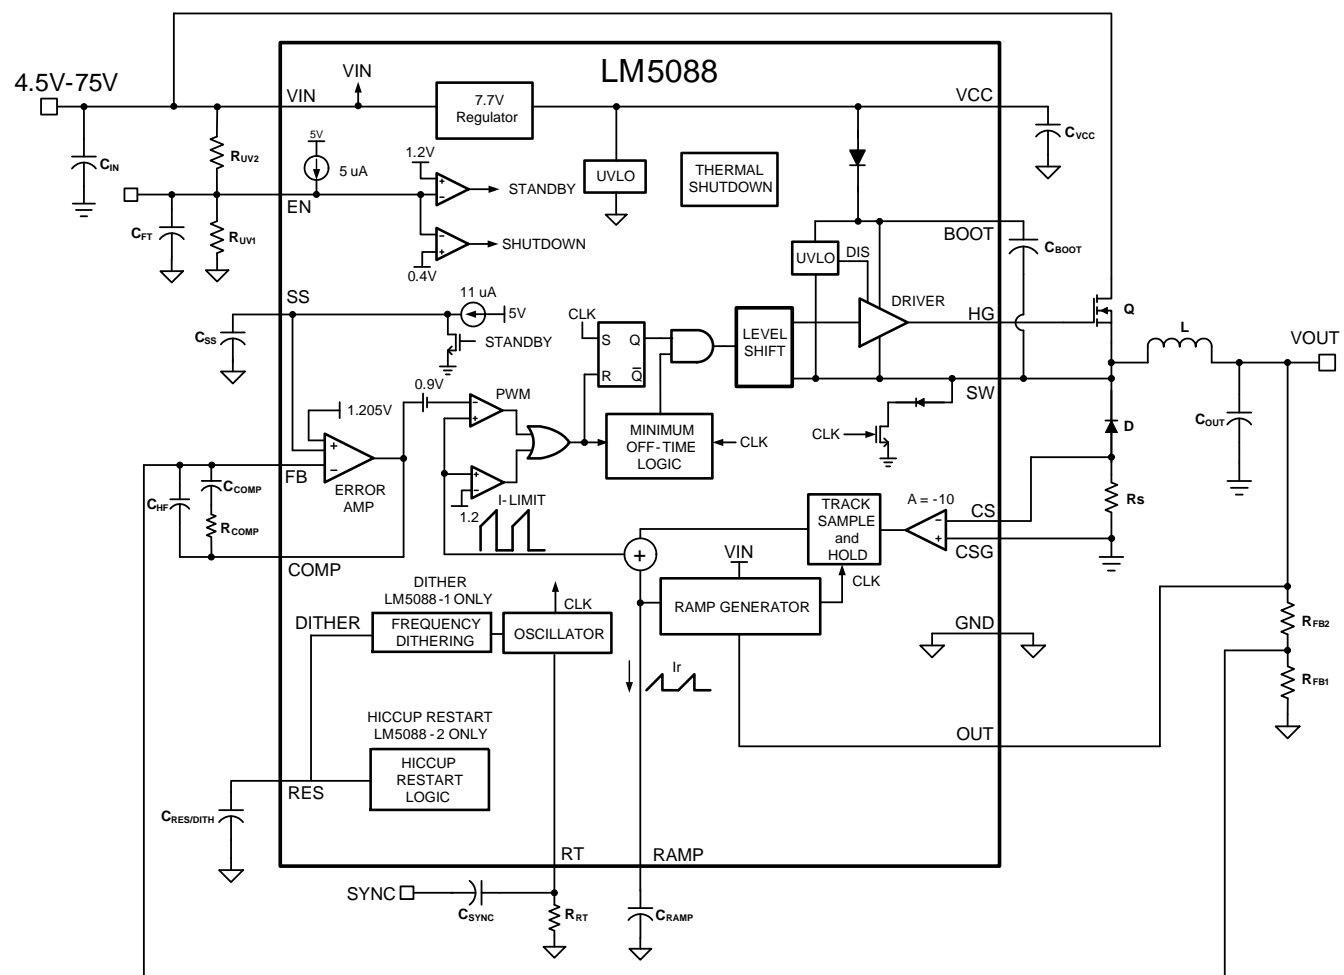 LM5088
4.5V-75V
VIN
VIN
7.7V
Regulator
VCC
CVCC
CIN
RUV2
5V
5 uA
1.2V
STANDBY
UVLO
THERMAL
SHUTDOWN
EN
CFT
RUV1
SHUTDOWN
0.4V
BOOT
CBOOT
UVLO
DIS
DRIVER
SS
11 uA
5V
CSS
STANDBY
CLK
S
Q
R
Q
LEVEL
SHIFT
HG
Q
L
VOUT
0.9V
PWM
SW
1.205V
MINIMUM
OFF-TIME
LOGIC
CLK
CLK
D
COUT
FB
ERROR
AMP
CCOMP
CHF
RCOMP
1.2
I-LIMIT
TRACK
SAMPLE
and
HOLD
A = -10
CS
CSG
Rs
COMP
VIN
CLK
DITHER
LM5088-1 ONLY
CLK
DITHER
FREQUENCY
DITHERING
OSCILLATOR
RAMP GENERATOR
GND
RFB2
Ir
RFB1
HICCUP RESTART
LM5088-2 ONLY
OUT
HICCUP
RESTART
LOGIC
RES
CRES/DITH
RT
RAMP
SYNC
CSYNC
RRT
CRAMP